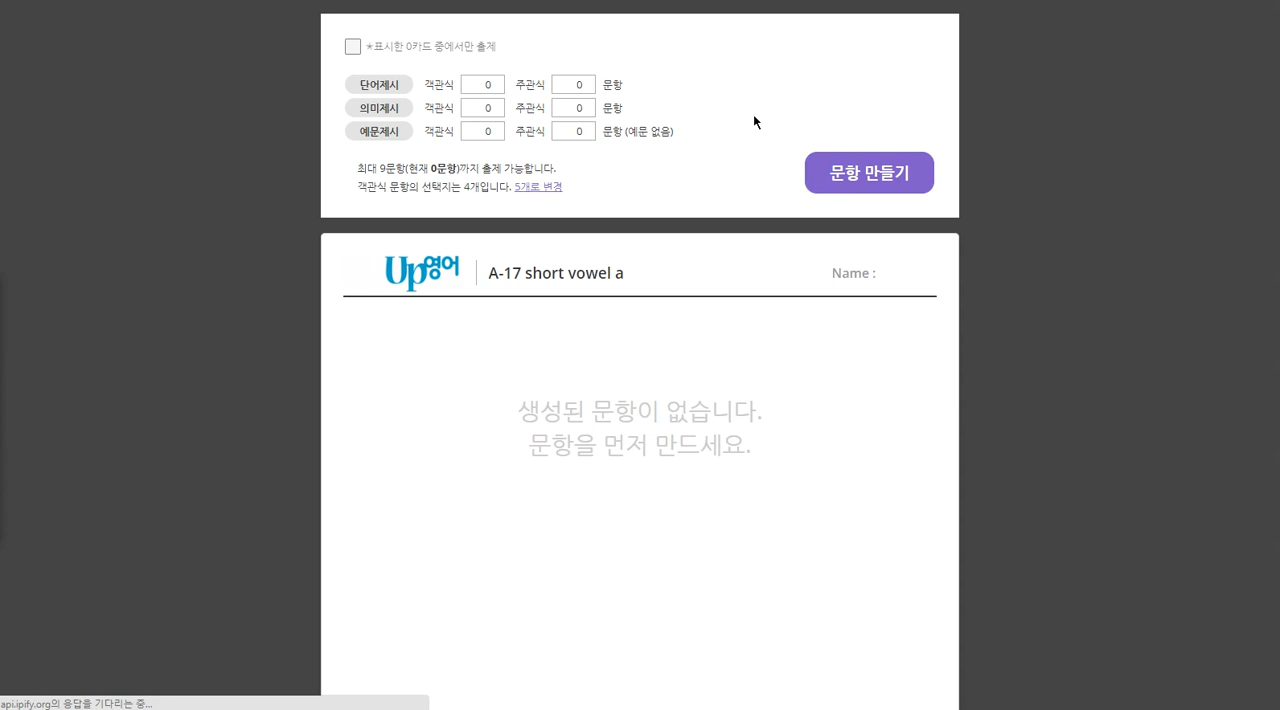 *표시한 0카드 중에서만 출제
단어제시 객관식 0 주관식 0 문항
의미제시 객관식 0 주관식 0 문항
예문제시 객관식 0 주관식 0 문항 (예문 없음)
최대 9문항(현재 0문항)까지 출제 가능합니다.
객관식 문항의 선택지는 4개입니다. 5개로 변경
문항 만들기
Up영어 A-17 short vowel a Name :
생성된 문항이 없습니다.
문항을 먼저 만드세요.
api.ipify.org의 응답을 기다리는 중...